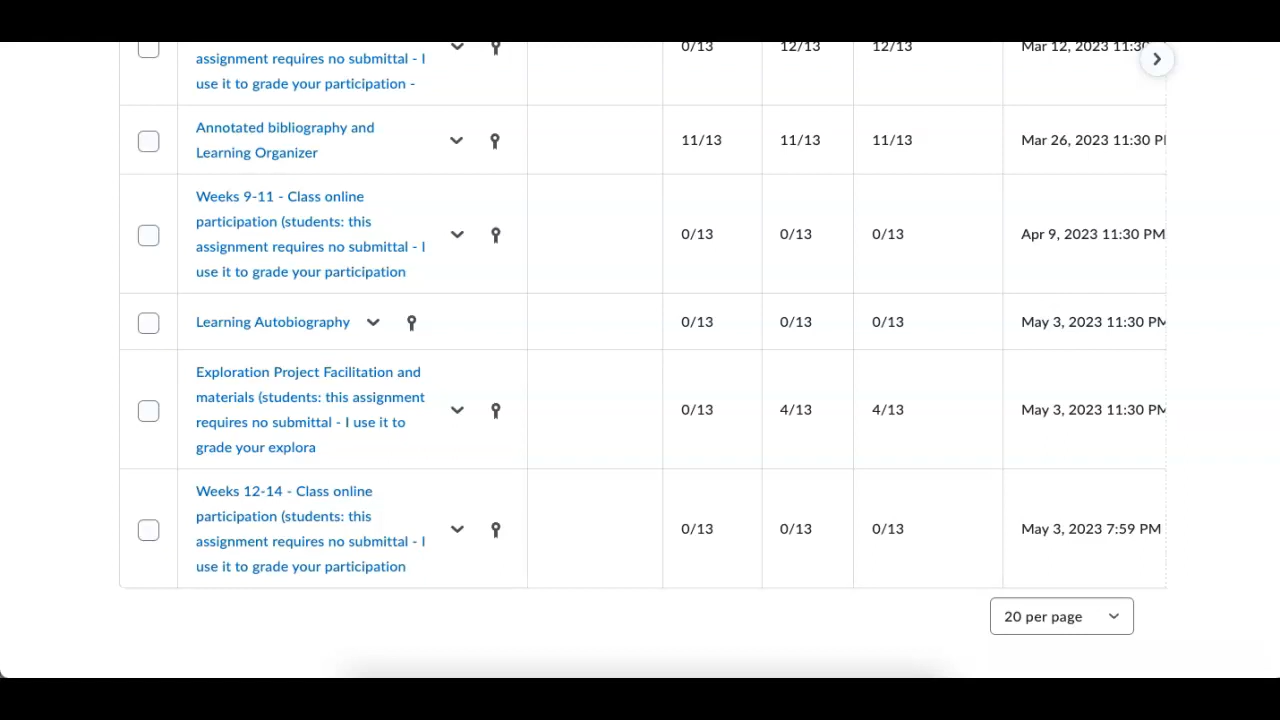 0/13
12/13
12/13
Mar 12, 2023 11:30
assignment requires no submittal - I
use it to grade your participation -
Annotated bibliography and
Learning Organizer
11/13
11/13
11/13
Mar 26, 2023 11:30 P
Weeks 9-11 - Class online
participation (students: this
assignment requires no submittal - I
use it to grade your participation
0/13
0/13
0/13
Apr 9, 2023 11:30 PM
Learning Autobiography
0/13
0/13
0/13
May 3, 2023 11:30 PM
Exploration Project Facilitation and
materials (students: this assignment
requires no submittal - I use it to
grade your explora
0/13
4/13
4/13
May 3, 2023 11:30 PM
Weeks 12-14 - Class online
participation (students: this
assignment requires no submittal - I
use it to grade your participation
0/13
0/13
0/13
May 3, 2023 7:59 PM
20 per page